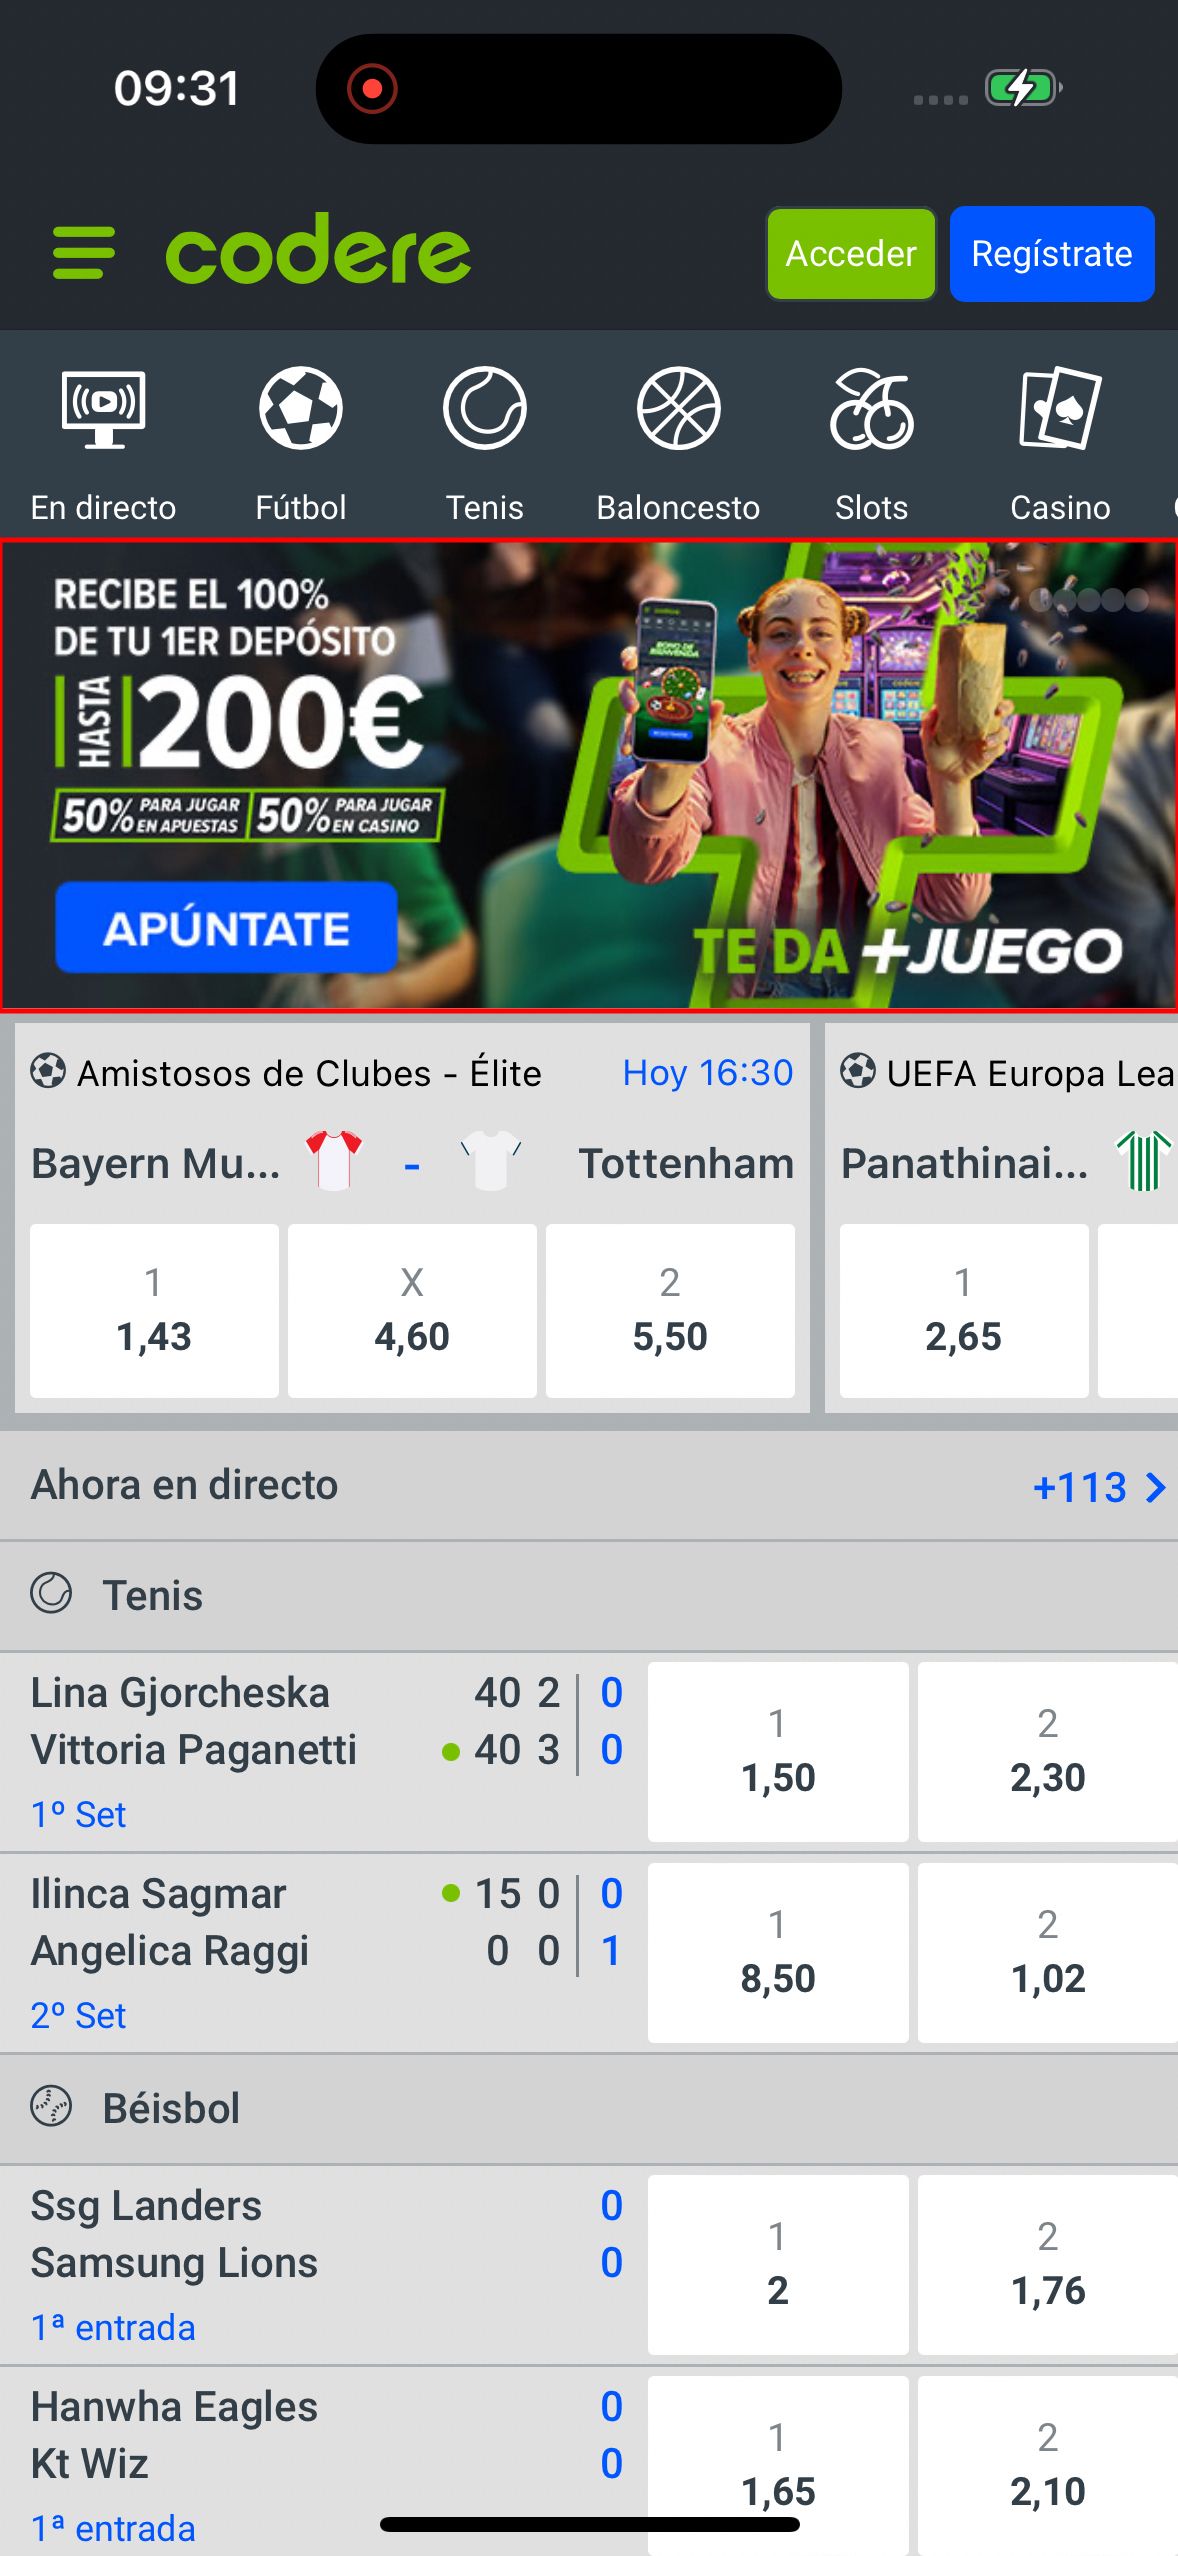 09:31
codere
Acceder
Regístrate
En directo
Fútbol
Tenis
Baloncesto
Slots
Casino
RECIBE EL 100%
DE TU 1ER DEPÓSITO
HASTA
200€
50% PARA JUGAR EN APUESTAS
50% PARA JUGAR EN CASINO
APÚNTATE
TE DA +JUEGO
Amistosos de Clubes - Élite
Hoy 16:30
Bayern Mu... - Tottenham
1
1,43
X
4,60
2
5,50
UEFA Europa Lea
Panathinai...
1
2,65
Ahora en directo
+113
Tenis
Lina Gjorcheska 40 2 0
Vittoria Paganetti 40 3 0
1º Set
1
1,50
2
2,30
Ilinca Sagmar 15 0 0
Angelica Raggi 0 0 1
2º Set
1
8,50
2
1,02
Béisbol
Ssg Landers 0
Samsung Lions 0
1ª entrada
1
2
2
1,76
Hanwha Eagles 0
Kt Wiz 0
1ª entrada
1
1,65
2
2,10